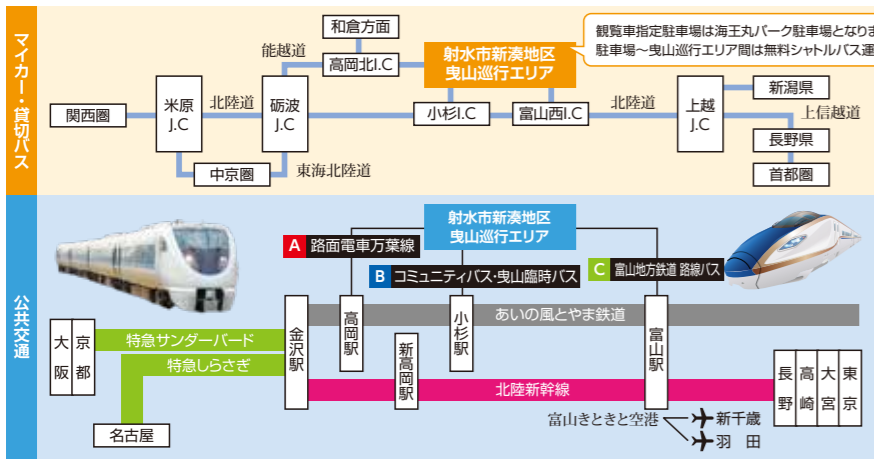 マイカー・貸切バス
和倉方面
能越道
高岡北I.C
射水市新湊地区
曳山巡行エリア
観覧車指定駐車場は海王丸パーク駐車場となりま
駐車場～曳山巡行エリア間は無料シャトルバス運
関西圏
米原
J.C
北陸道
砺波
J.C
小杉I.C
富山西I.C
北陸道
上越
J.C
新潟県
上信越道
長野県
首都圏
中京圏
東海北陸道
公共交通
射水市新湊地区
曳山巡行エリア
A 路面電車万葉線
B コミュニティバス・曳山臨時バス
C 富山地方鉄道 路線バス
大阪
京都
特急サンダーバード
特急しらさぎ
名古屋
金沢駅
高岡駅
新高岡駅
小杉駅
富山駅
あいの風とやま鉄道
北陸新幹線
長野
高崎
大宮
東京
富山きときと空港
新千歳
羽田